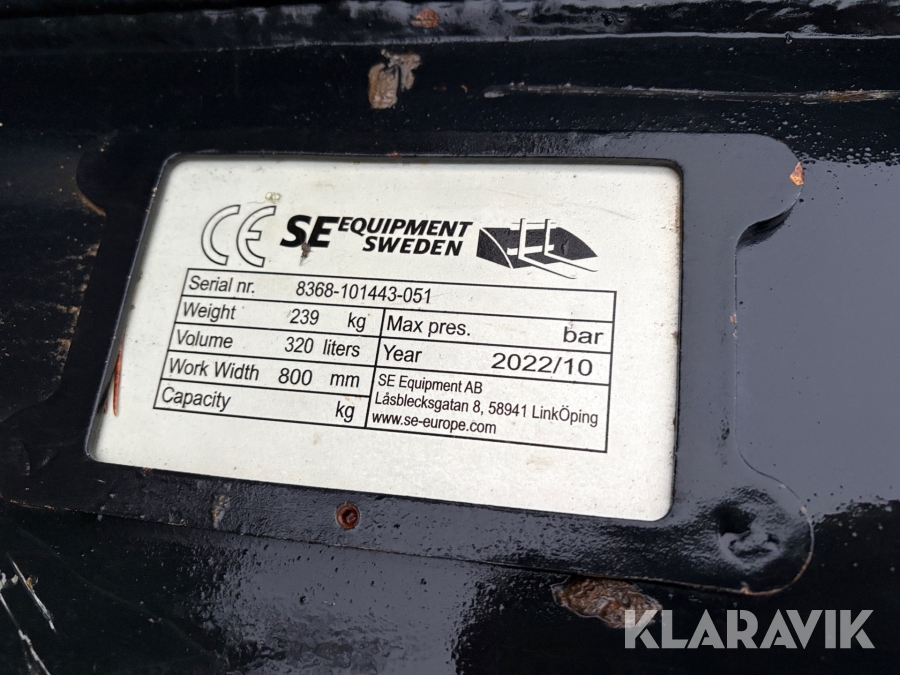 CE SE EQUIPMENT
SWEDEN
Serial nr. 8368-101443-051
Weight 239 kg Max pres. bar
Volume 320 liters Year 2022/10
Work Width 800 mm SE Equipment AB
Låsblecksgatan 8, 58941 LinkÖping
Capacity kg www.se-europe.com
KLARAVIK